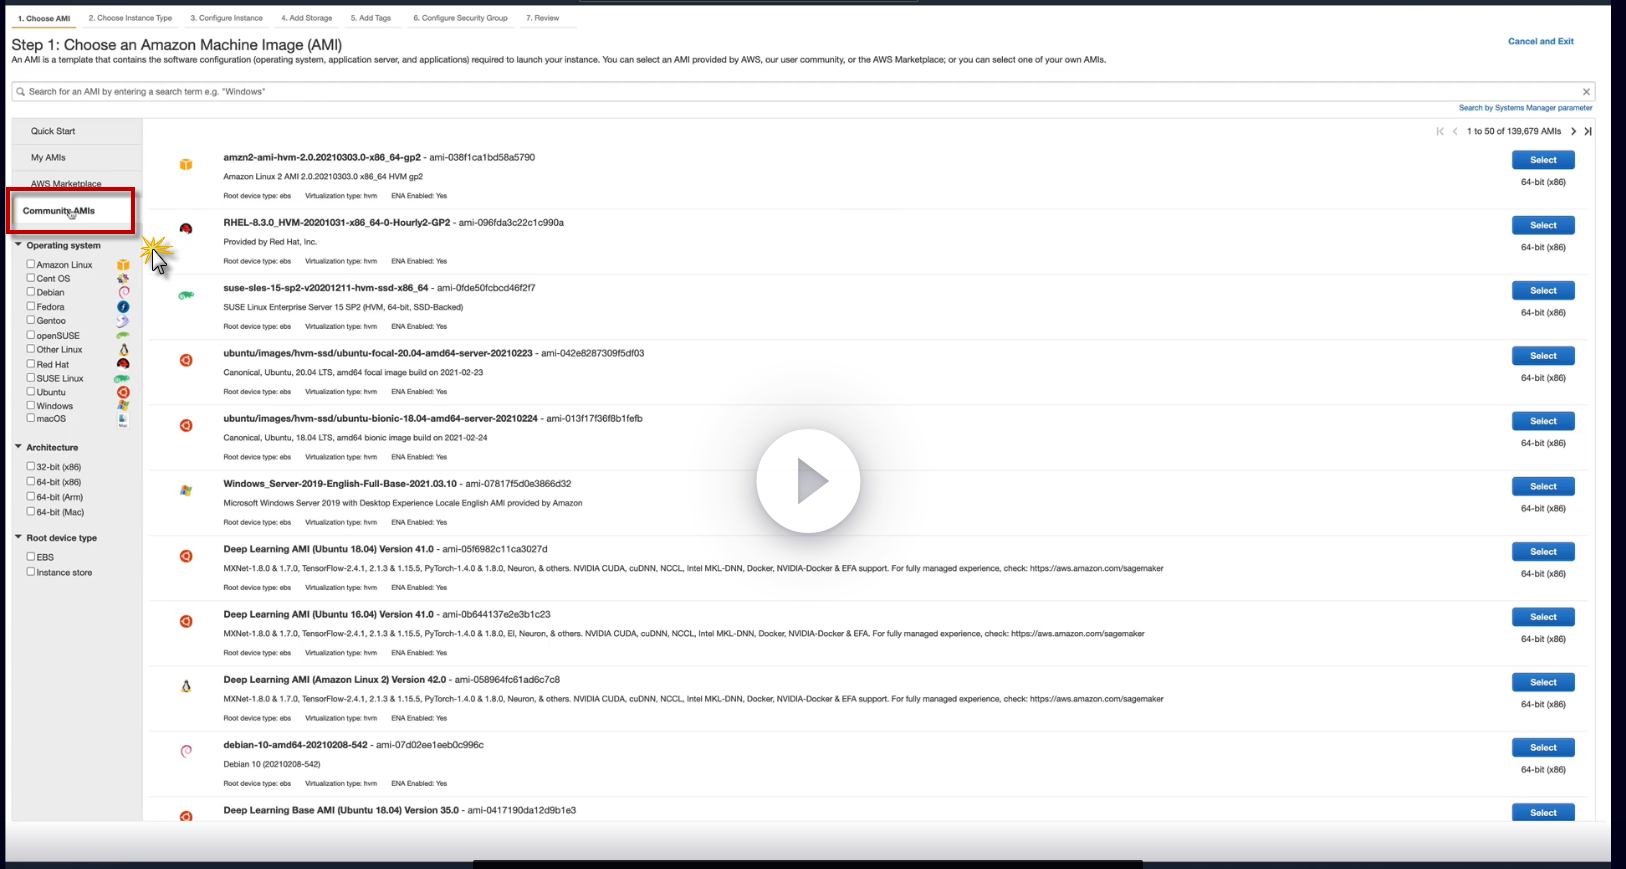 1. Choose AMI 2. Choose Instance Type 3. Configure Instance 4. Add Storage 5. Add Tags 6. Configure Security Group 7. Review
Step 1: Choose an Amazon Machine Image (AMI)
Cancel and Exit
An AMI is a template that contains the software configuration (operating system, application server, and applications) required to launch your instance. You can select an AMI provided by AWS, our user community, or the AWS Marketplace; or you can select one of your own AMIs.
Search for an AMI by entering a search term e.g. "Windows"
Search by Systems Manager parameter
Quick Start
My AMIs
AWS Marketplace
Community AMIs
Operating system
Amazon Linux
Cent OS
Debian
Fedora
Gentoo
openSUSE
Other Linux
Red Hat
SUSE Linux
Ubuntu
Windows
macOS
Architecture
32-bit (x86)
64-bit (x86)
64-bit (Arm)
64-bit (Mac)
Root device type
EBS
Instance store
1 to 50 of 139,679 AMIs
amzn2-ami-hvm-2.0.20210303.0-x86_64-gp2 - ami-038f1ca1bd58a5790
Select
Amazon Linux 2 AMI 2.0.20210303.0 x86_64 HVM gp2
64-bit (x86)
Root device type: ebs Virtualization type: hvm ENA Enabled: Yes
RHEL-8.3.0_HVM-20201031-x86_64-0-Hourly2-GP2 - ami-096fda3c22c1c990a
Select
Provided by Red Hat, Inc.
64-bit (x86)
Root device type: ebs Virtualization type: hvm ENA Enabled: Yes
suse-sles-15-sp2-v20201211-hvm-ssd-x86_64 - ami-0fde50fcbcd46f2f7
Select
SUSE Linux Enterprise Server 15 SP2 (HVM, 64-bit, SSD-Backed)
64-bit (x86)
Root device type: ebs Virtualization type: hvm ENA Enabled: Yes
ubuntu/images/hvm-ssd/ubuntu-focal-20.04-amd64-server-20210223 - ami-042e8287309f5df03
Select
Canonical, Ubuntu, 20.04 LTS, amd64 focal image build on 2021-02-23
64-bit (x86)
Root device type: ebs Virtualization type: hvm ENA Enabled: Yes
ubuntu/images/hvm-ssd/ubuntu-bionic-18.04-amd64-server-20210224 - ami-013f17f36f8b1fefb
Select
Canonical, Ubuntu, 18.04 LTS, amd64 bionic image build on 2021-02-24
64-bit (x86)
Root device type: ebs Virtualization type: hvm ENA Enabled: Yes
Windows_Server-2019-English-Full-Base-2021.03.10 - ami-07817f5d0e3866d32
Select
Microsoft Windows Server 2019 with Desktop Experience Locale English AMI provided by Amazon
64-bit (x86)
Root device type: ebs Virtualization type: hvm ENA Enabled: Yes
Deep Learning AMI (Ubuntu 18.04) Version 41.0 - ami-05f6982c11ca3027d
Select
MXNet-1.8.0 & 1.7.0, TensorFlow-2.4.1, 2.1.3 & 1.15.5, PyTorch-1.4.0 & 1.8.0, Neuron, & others. NVIDIA CUDA, cuDNN, NCCL, Intel MKL-DNN, Docker, NVIDIA-Docker & EFA support. For fully managed experience, check: https://aws.amazon.com/sagemaker
64-bit (x86)
Root device type: ebs Virtualization type: hvm ENA Enabled: Yes
Deep Learning AMI (Ubuntu 16.04) Version 41.0 - ami-0b644137e2e3b1c23
Select
MXNet-1.8.0 & 1.7.0, TensorFlow-2.4.1, 2.1.3 & 1.15.5, PyTorch-1.4.0 & 1.8.0, EI, Neuron, & others. NVIDIA CUDA, cuDNN, NCCL, Intel MKL-DNN, Docker, NVIDIA-Docker & EFA. For fully managed experience, check: https://aws.amazon.com/sagemaker
64-bit (x86)
Root device type: ebs Virtualization type: hvm ENA Enabled: Yes
Deep Learning AMI (Amazon Linux 2) Version 42.0 - ami-058964fc61ad6c7c8
Select
MXNet-1.8.0 & 1.7.0, TensorFlow-2.4.1, 2.1.3 & 1.15.5, PyTorch-1.4.0 & 1.8.0, Neuron, & others. NVIDIA CUDA, cuDNN, NCCL, Intel MKL-DNN, Docker, NVIDIA-Docker & EFA support. For fully managed experience, check: https://aws.amazon.com/sagemaker
64-bit (x86)
Root device type: ebs Virtualization type: hvm ENA Enabled: Yes
debian-10-amd64-20210208-542 - ami-07d02ee1eeb0c996c
Select
Debian 10 (20210208-542)
64-bit (x86)
Root device type: ebs Virtualization type: hvm ENA Enabled: Yes
Deep Learning Base AMI (Ubuntu 18.04) Version 35.0 - ami-0417190da12d9b1e3
Select